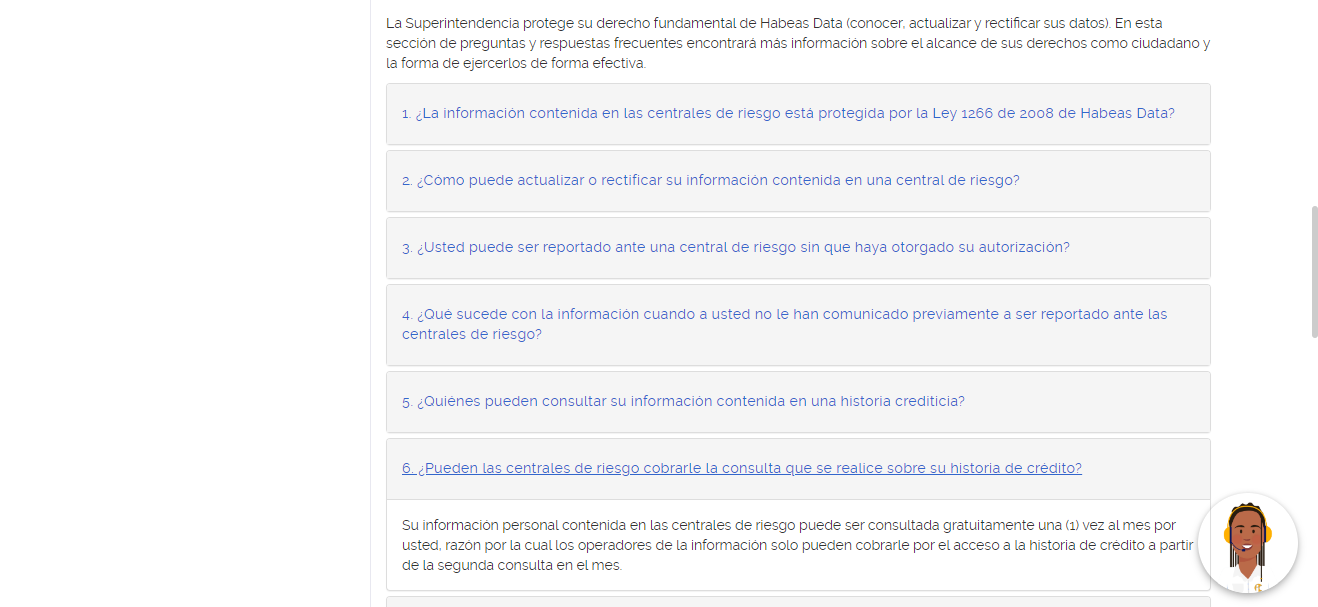 La Superintendencia protege su derecho fundamental de Habeas Data (conocer, actualizar y rectificar sus datos). En esta
sección de preguntas y respuestas frecuentes encontrará más información sobre el alcance de sus derechos como ciudadano y
la forma de ejercerlos de forma efectiva.
1. ¿La información contenida en las centrales de riesgo está protegida por la Ley 1266 de 2008 de Habeas Data?
2. ¿Cómo puede actualizar o rectificar su información contenida en una central de riesgo?
3. ¿Usted puede ser reportado ante una central de riesgo sin que haya otorgado su autorización?
4. ¿Qué sucede con la información cuando a usted no le han comunicado previamente a ser reportado ante las
centrales de riesgo?
5. ¿Quiénes pueden consultar su información contenida en una historia crediticia?
6. ¿Pueden las centrales de riesgo cobrarle la consulta que se realice sobre su historia de crédito?
Su información personal contenida en las centrales de riesgo puede ser consultada gratuitamente una (1) vez al mes por
usted, razón por la cual los operadores de la información solo pueden cobrarle por el acceso a la historia de crédito a partir
de la segunda consulta en el mes.